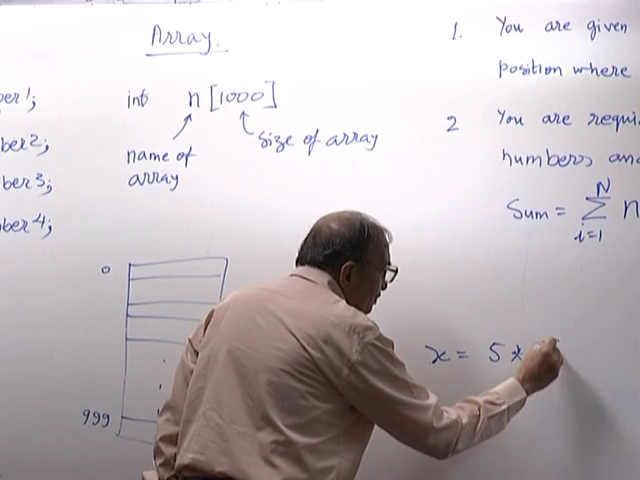 Array.
int n[1000]
name of
array
size of array
ber1;
ber2;
ber3;
ber4;
0
999
1. You are given
position where
2 You are requi
numbers an
Sum = N Σ i=1 n
x = 5 *